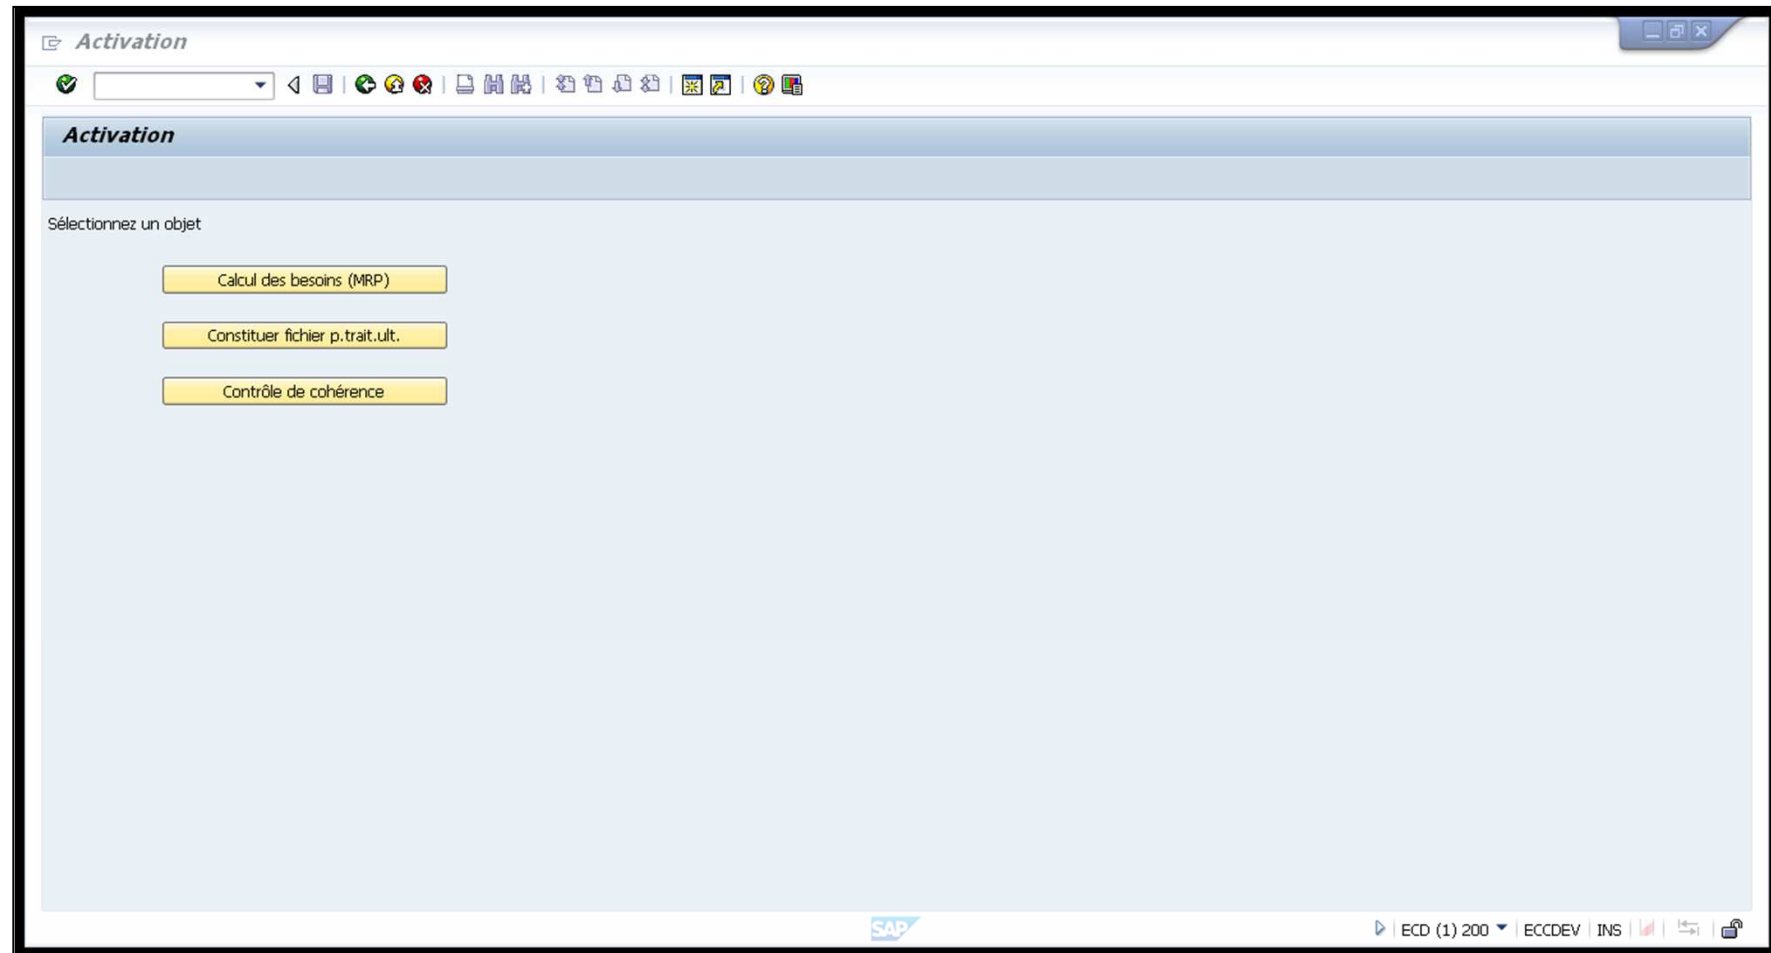 Activation
Activation
Sélectionnez un objet
Calcul des besoins (MRP)
Constituer fichier p.trait.ult.
Contrôle de cohérence
SAP
ECD (1) 200
ECCDEV
INS